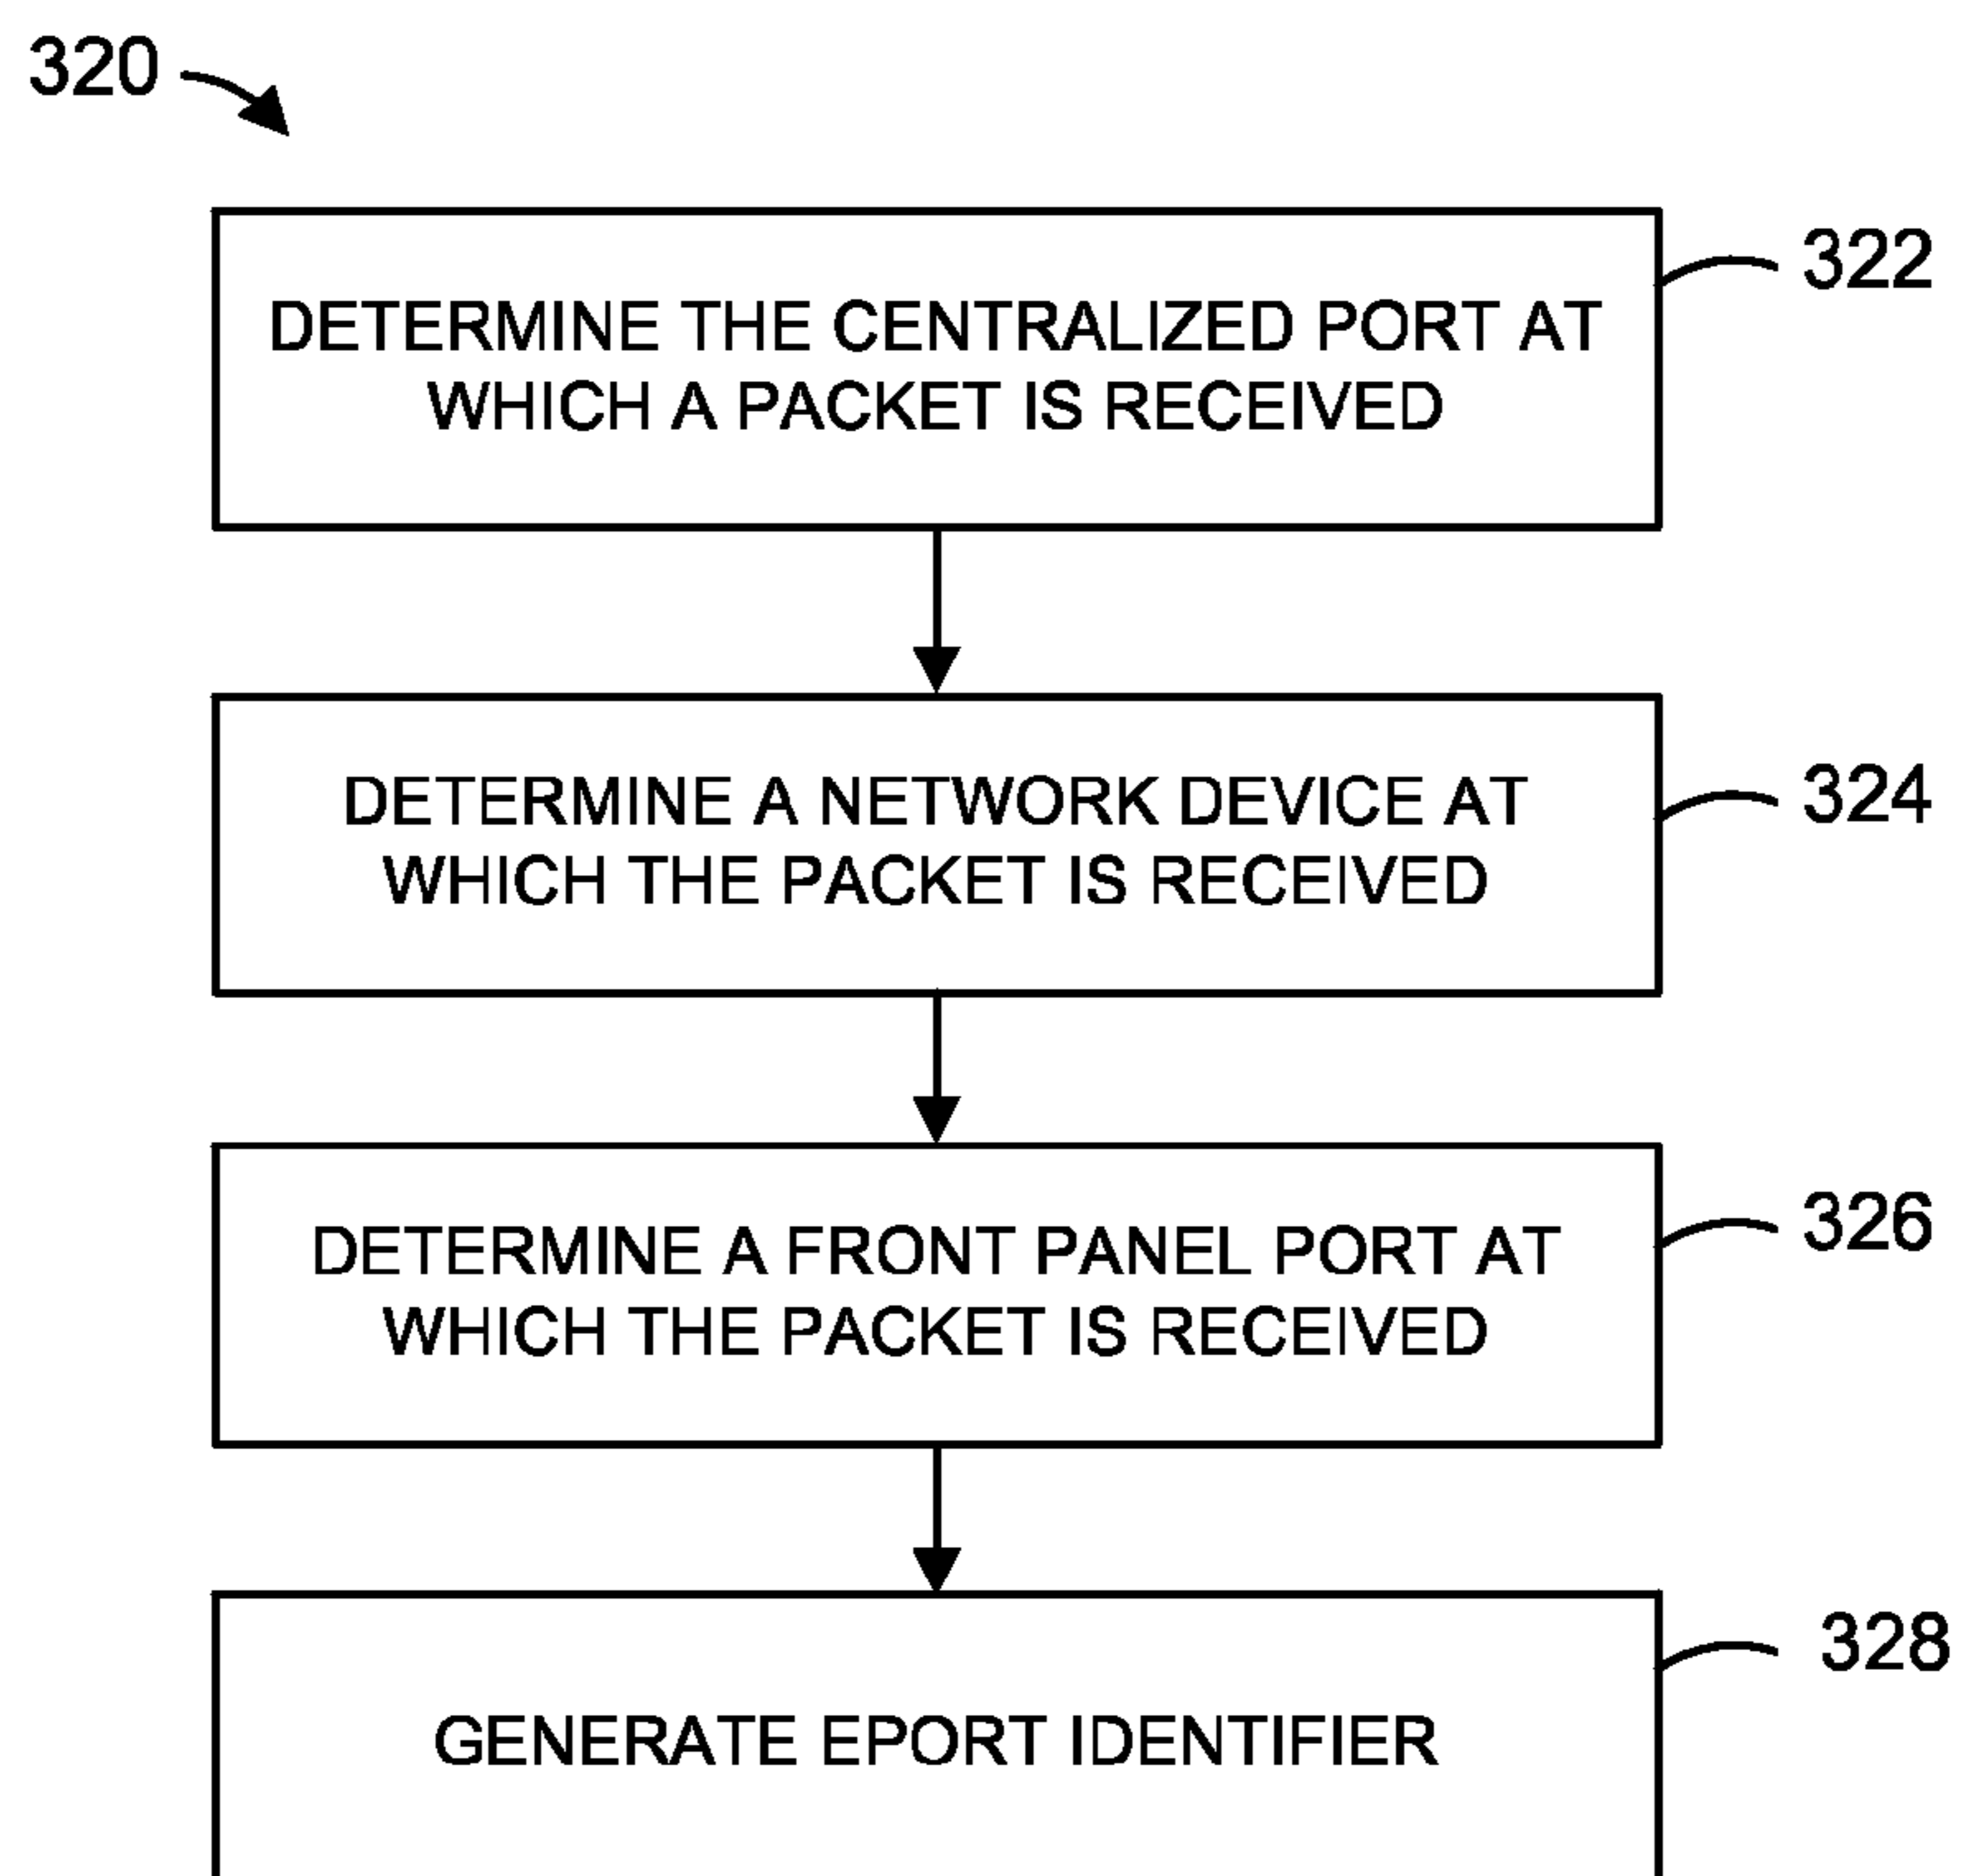 320
322
DETERMINE THE CENTRALIZED PORT AT
WHICH A PACKET IS RECEIVED
324
DETERMINE A NETWORK DEVICE AT
WHICH THE PACKET IS RECEIVED
326
DETERMINE A FRONT PANEL PORT AT
WHICH THE PACKET IS RECEIVED
328
GENERATE EPORT IDENTIFIER